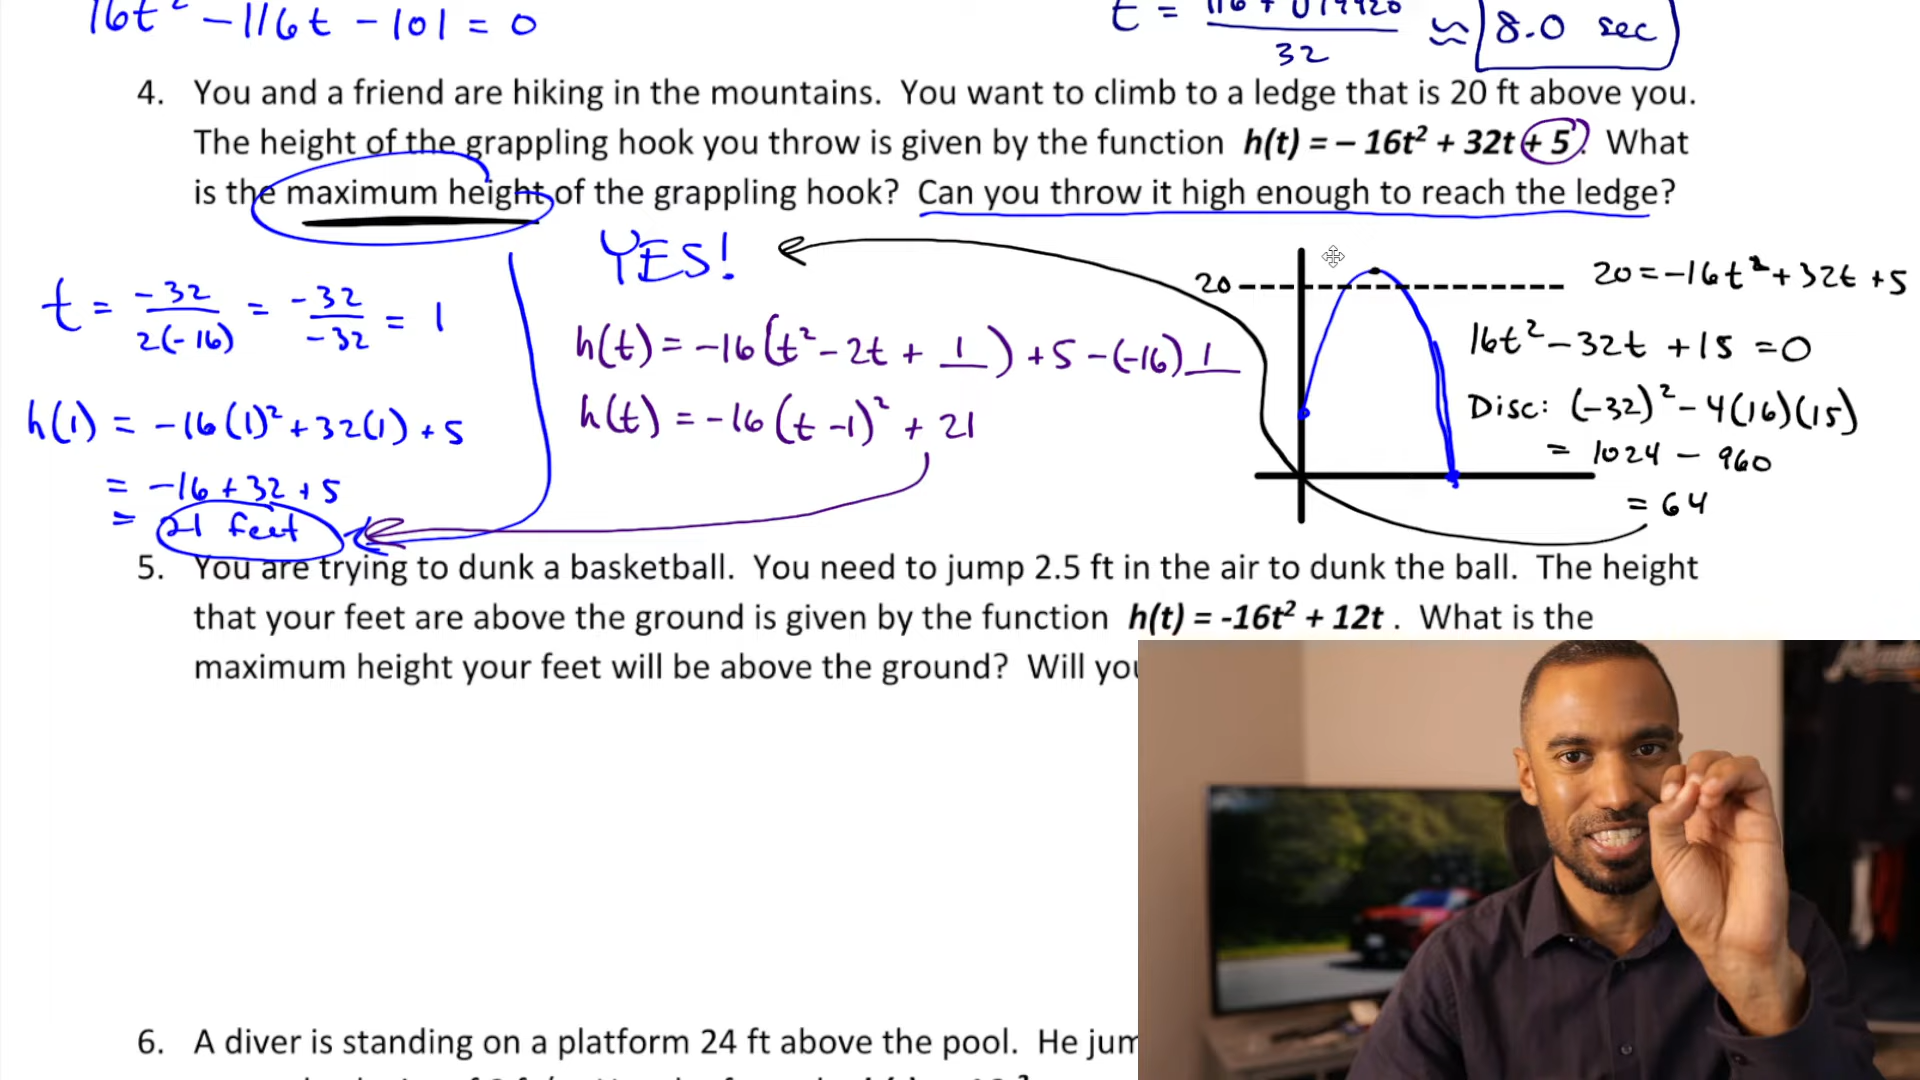 16t² - 116t - 101 = 0
t =
32
≈ 8.0 sec
4. You and a friend are hiking in the mountains. You want to climb to a ledge that is 20 ft above you.
The height of the grappling hook you throw is given by the function h(t) = – 16t² + 32t + 5. What
is the maximum height of the grappling hook? Can you throw it high enough to reach the ledge?
YES!
t = -32 / 2(-16) = -32 / -32 = 1
h(1) = -16(1)² + 32(1) + 5
= -16 + 32 + 5
= 21 feet
h(t) = -16(t² - 2t + 1) + 5 - (-16) 1
h(t) = -16(t - 1)² + 21
20
20 = -16t² + 32t + 5
16t² - 32t + 15 = 0
Disc: (-32)² - 4(16)(15)
= 1024 - 960
= 64
5. You are trying to dunk a basketball. You need to jump 2.5 ft in the air to dunk the ball. The height
that your feet are above the ground is given by the function h(t) = -16t² + 12t . What is the
maximum height your feet will be above the ground? Will you
6. A diver is standing on a platform 24 ft above the pool. He jum